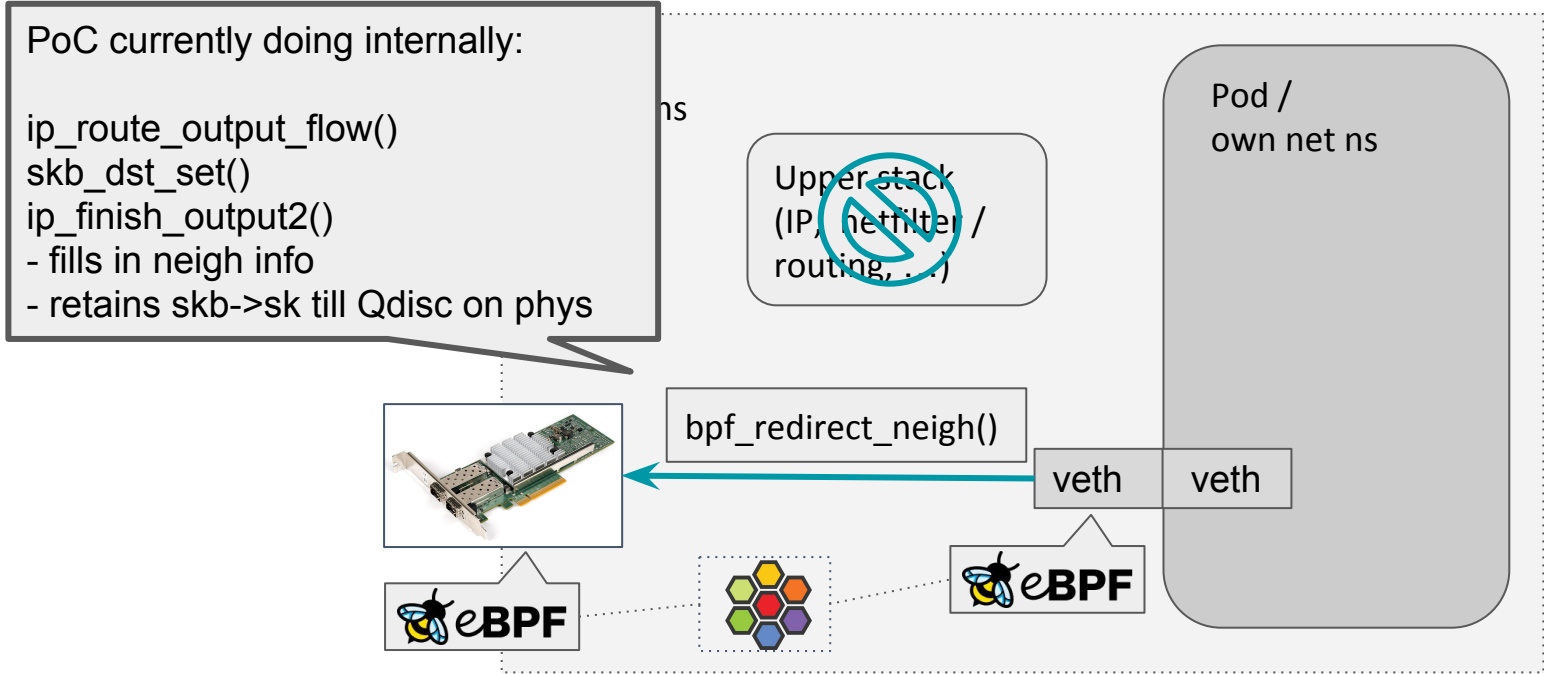 PoC currently doing internally:
ip_route_output_flow()
skb_dst_set()
ip_finish_output2()
- fills in neigh info
- retains skb->sk till Qdisc on phys
ns
Upper stack
(IP, netfilter /
routing, …)
Pod /
own net ns
bpf_redirect_neigh()
veth
veth
eBPF
eBPF